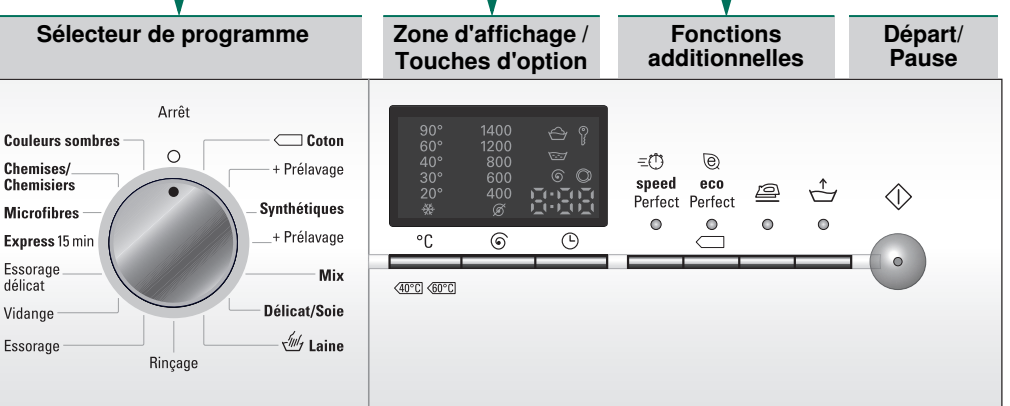 Sélecteur de programme
Zone d'affichage /
Touches d'option
Fonctions
additionnelles
Départ/
Pause
Arrêt
Couleurs sombres
Chemises/
Chemisiers
Microfibres
Express 15 min
Essorage
délicat
Vidange
Essorage
Rinçage
Coton
+ Prélavage
Synthétiques
+ Prélavage
Mix
Délicat/Soie
Laine
90° 1400
60° 1200
40° 800
30° 600
20° 400
8:88
°C
40°C 60°C
speed
Perfect
e
eco
Perfect